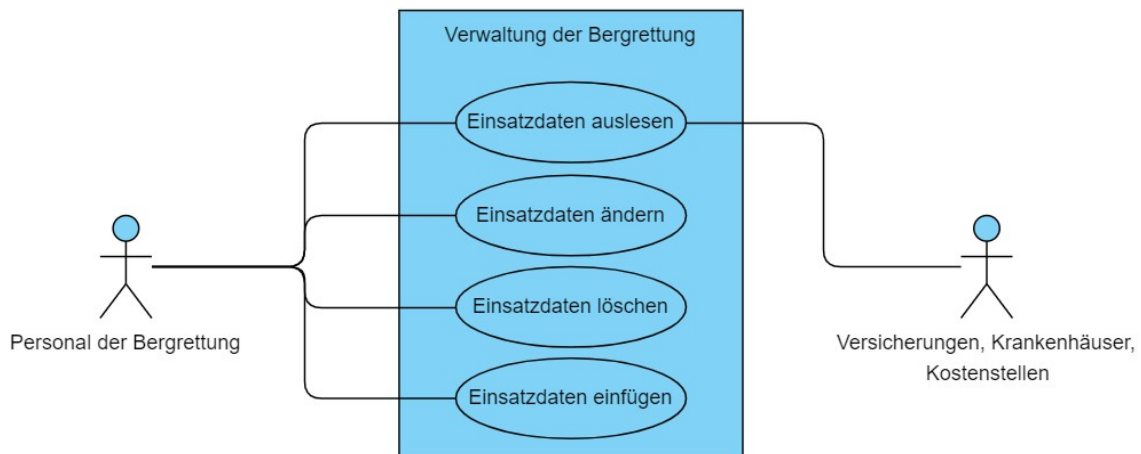 Verwaltung der Bergrettung
Einsatzdaten auslesen
Einsatzdaten ändern
Einsatzdaten löschen
Einsatzdaten einfügen
Personal der Bergrettung
Versicherungen, Krankenhäuser,
Kostenstellen